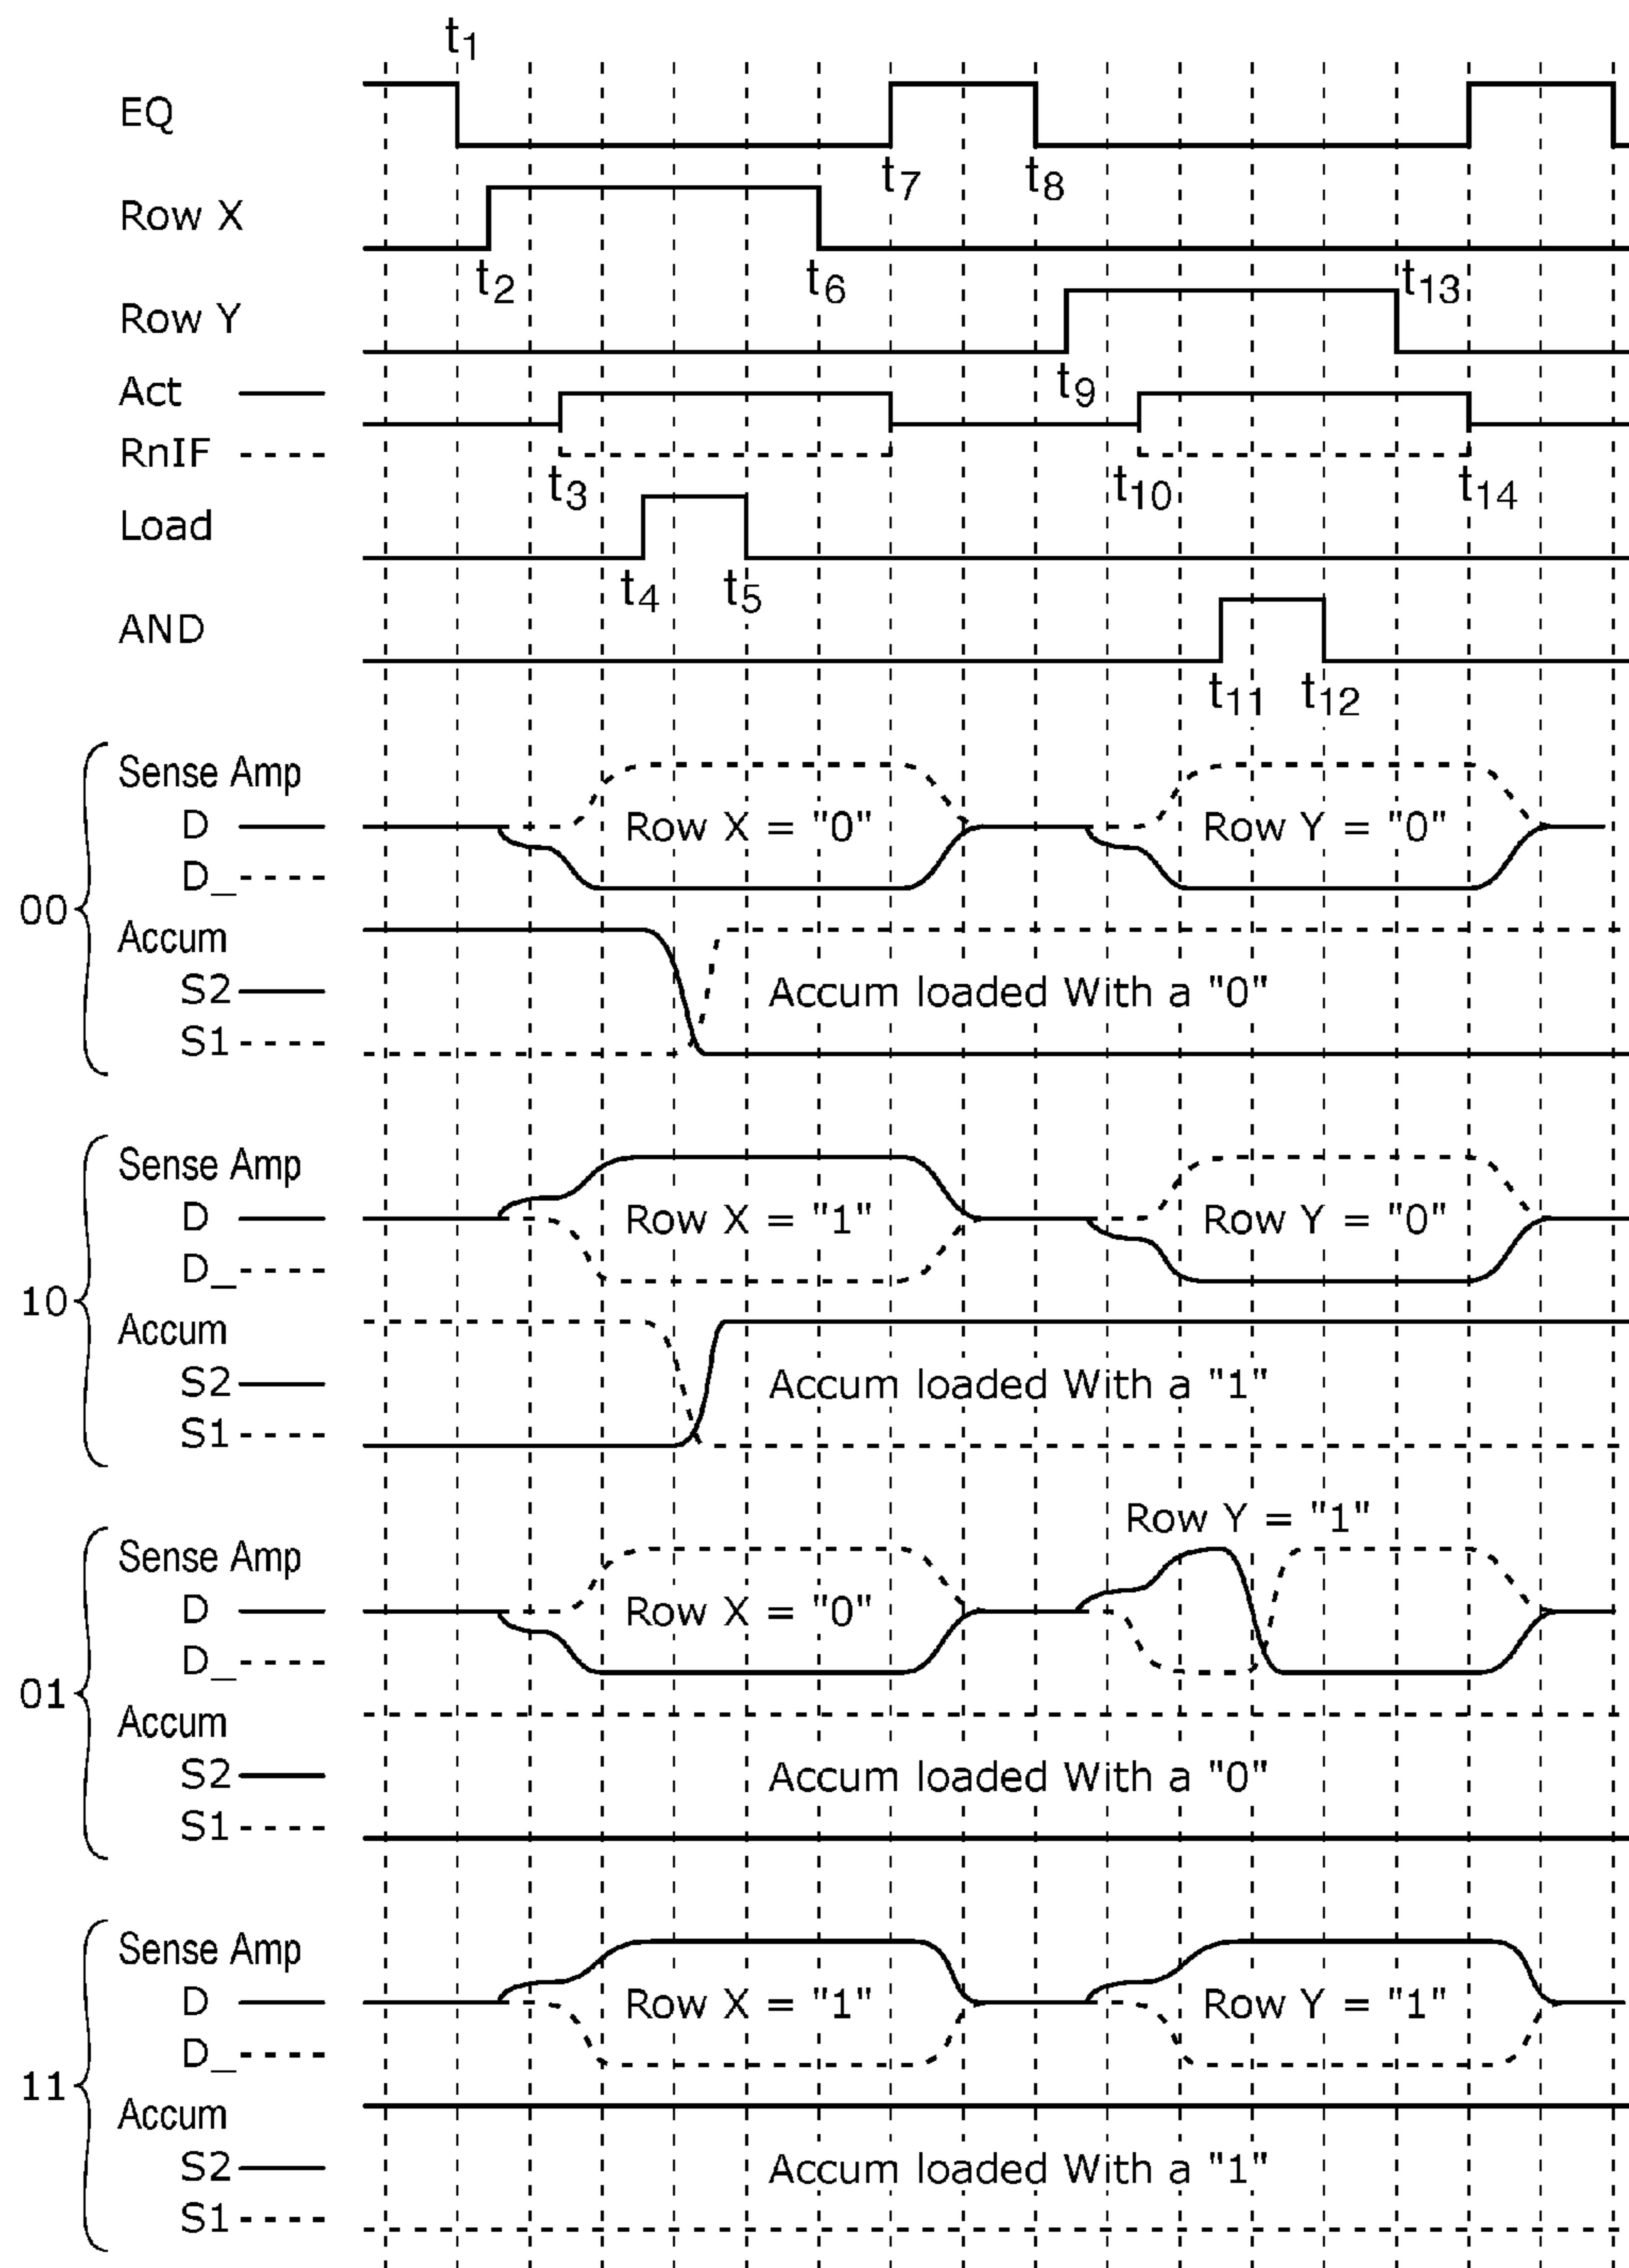 t1
EQ
t7 t8
Row X
t2 t6 t13
Row Y
t9
Act
RnIF
t3 t10 t14
Load
t4 t5
AND
t11 t12
00
Sense Amp
D
D_
Row X = "0" Row Y = "0"
Accum
S2
S1
Accum loaded With a "0"
10
Sense Amp
D
D_
Row X = "1" Row Y = "0"
Accum
S2
S1
Accum loaded With a "1"
01
Row Y = "1"
Sense Amp
D
D_
Row X = "0"
Accum
S2
S1
Accum loaded With a "0"
11
Sense Amp
D
D_
Row X = "1" Row Y = "1"
Accum
S2
S1
Accum loaded With a "1"